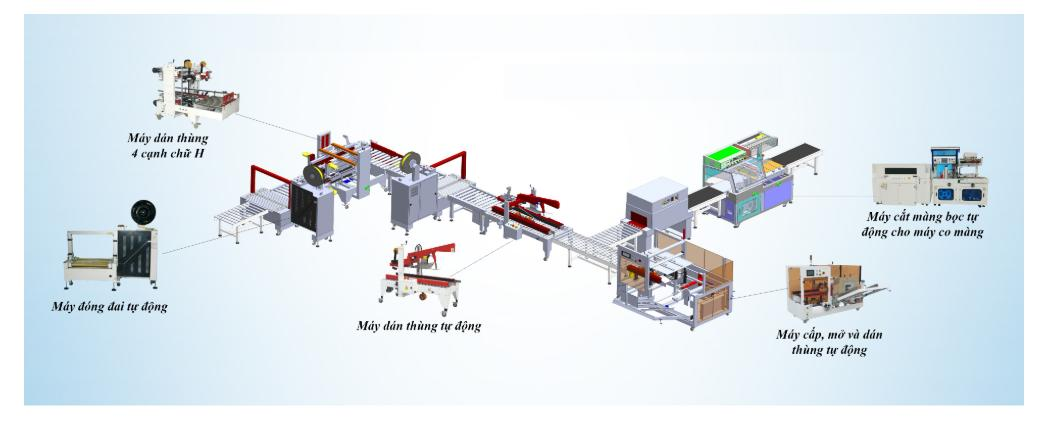 Máy dán thùng
4 cạnh chữ H
Máy cắt màng bọc tự
động cho máy co màng
Máy đóng đai tự động
Máy dán thùng tự động
Máy cấp, mở và dán
thùng tự động